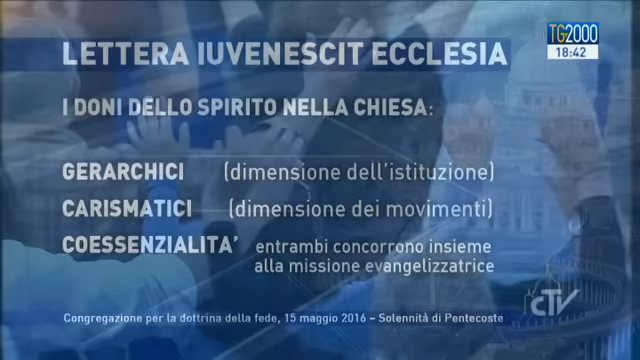 LETTERA IUVENESCIT ECCLESIA
TG2000
18:42
I DONI DELLO SPIRITO NELLA CHIESA:
GERARCHICI (dimensione dell'istituzione)
CARISMATICI (dimensione dei movimenti)
COESSENZIALITA' entrambi concorrono insieme
alla missione evangelizzatrice
CTV
Congregazione per la dottrina della fede, 15 maggio 2016 – Solennità di Pentecoste